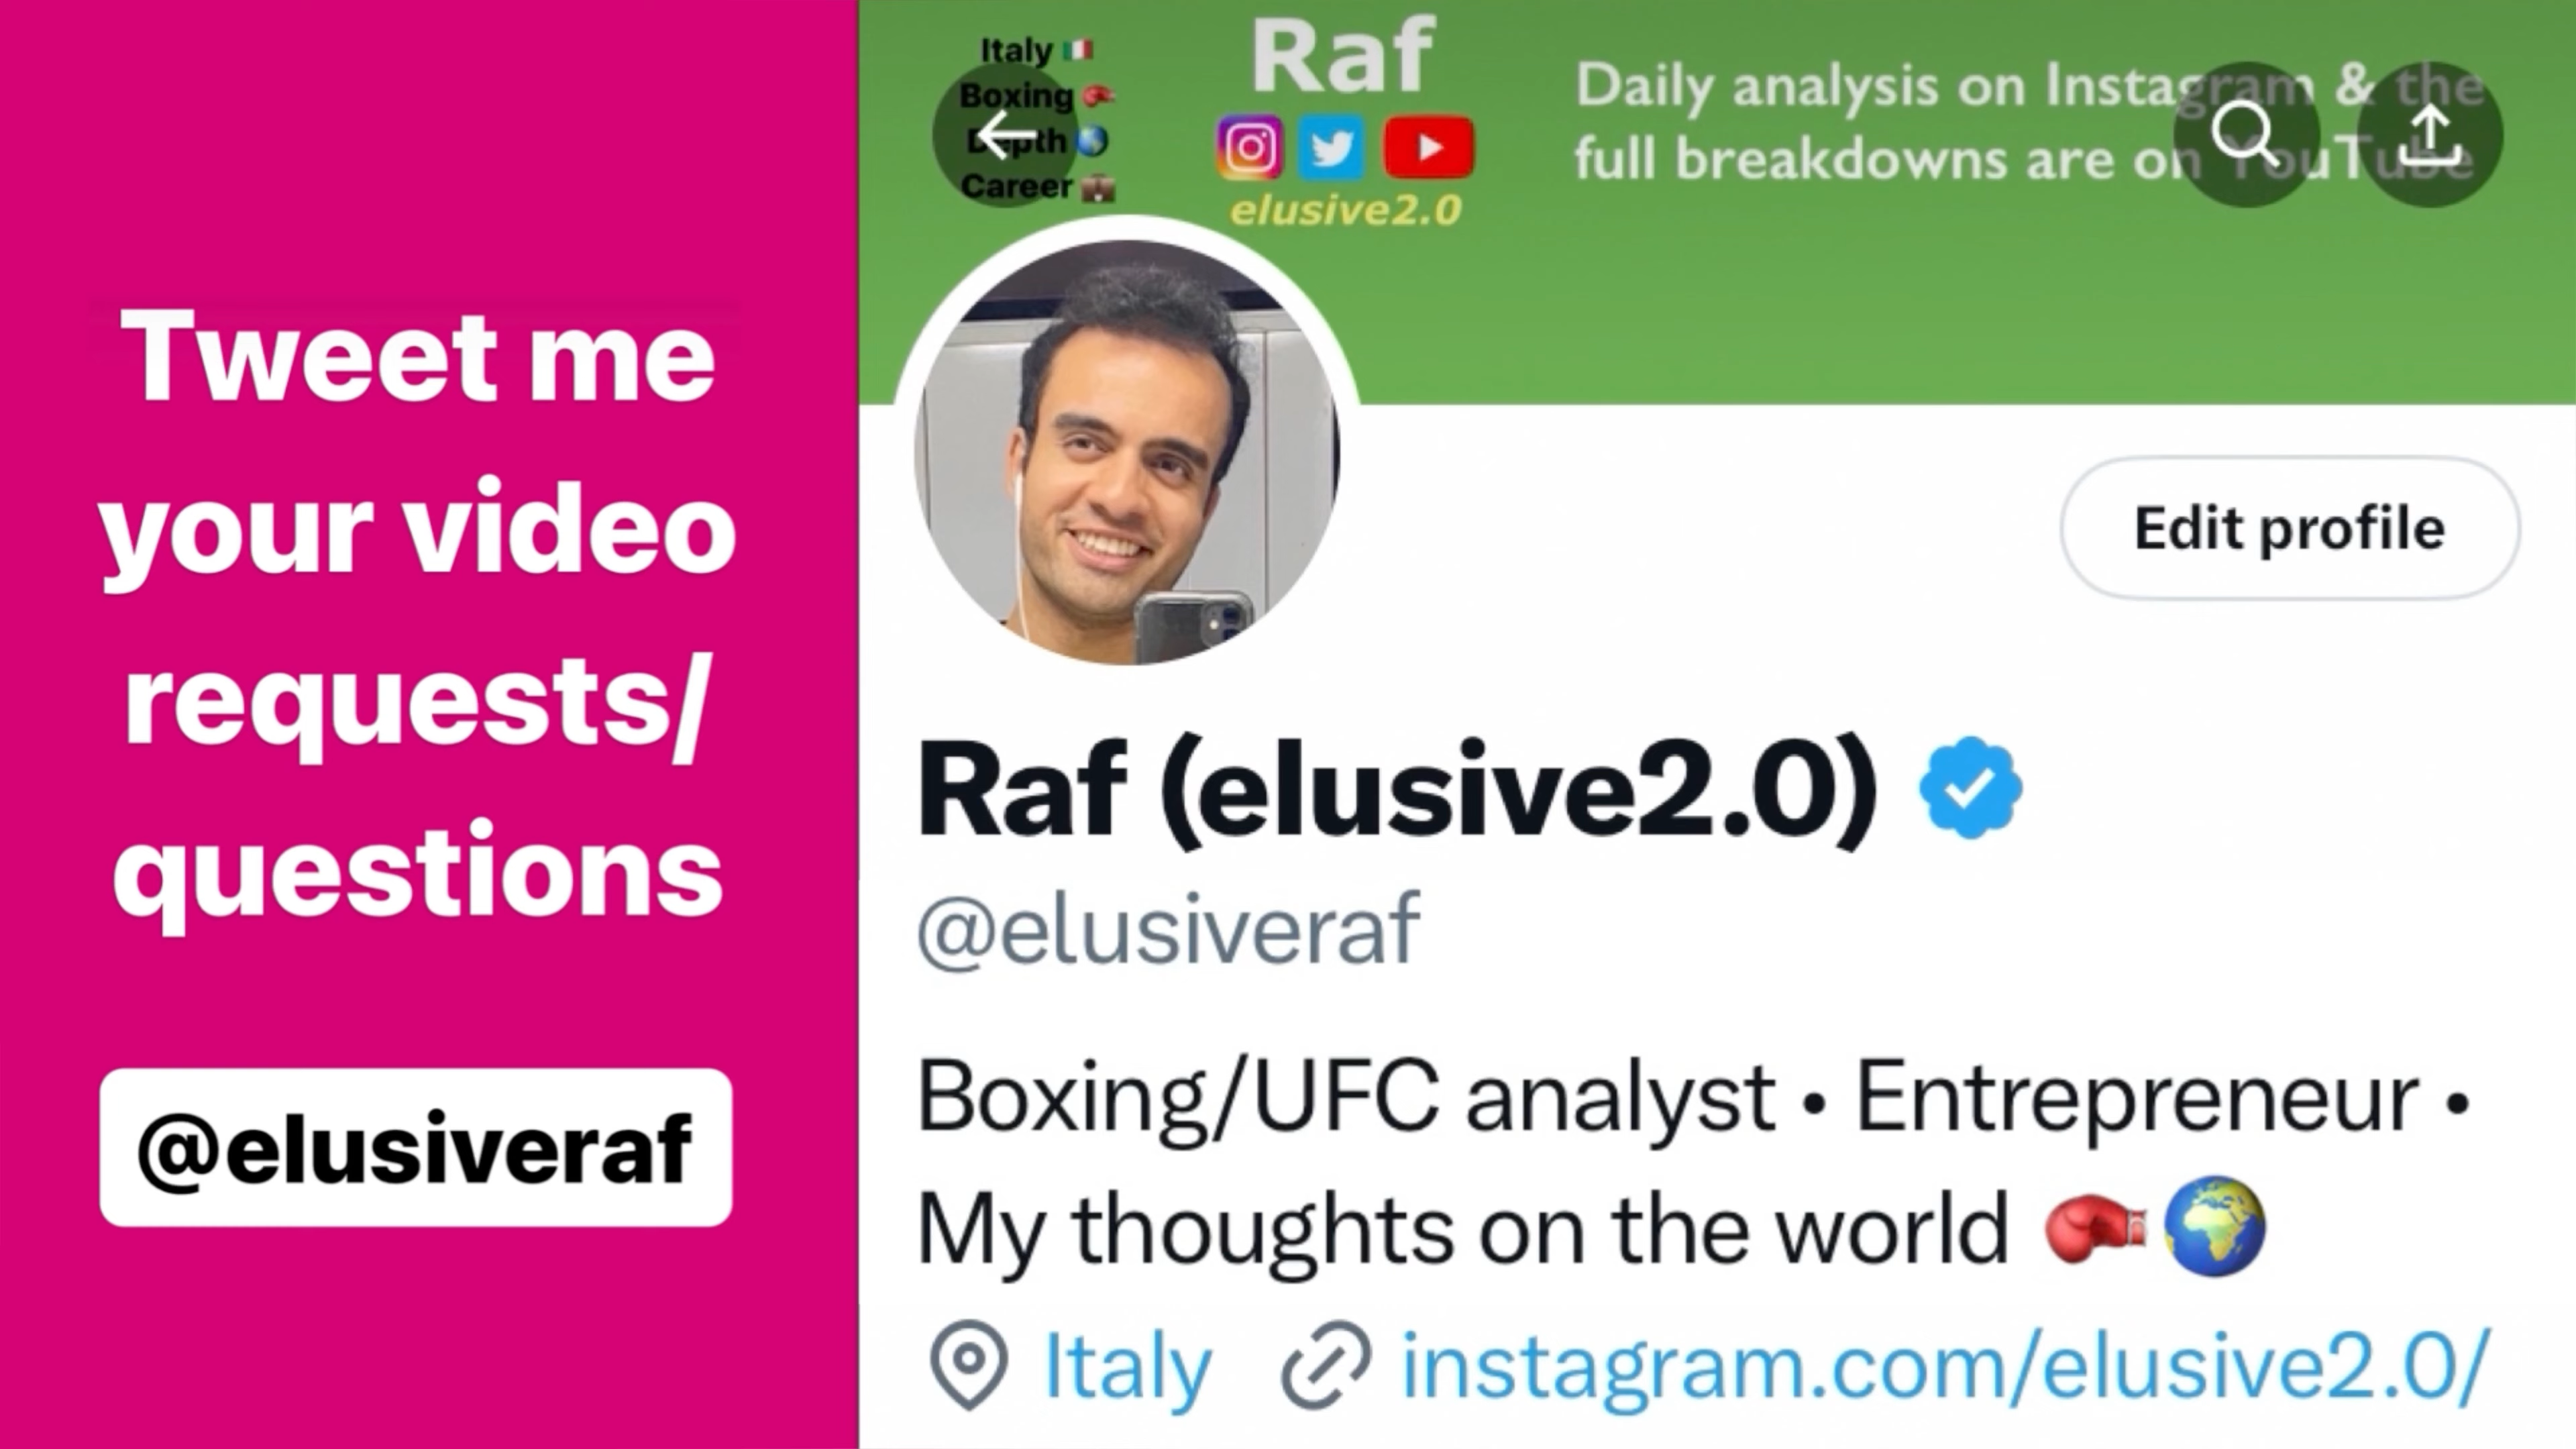 Tweet me
your video
requests/
questions
@elusiveraf
Italy 🇮🇹
Boxing 🥊
Depth 🌍
Career 💼
Raf
elusive2.0
Daily analysis on Instagram & the
full breakdowns are on YouTube
Edit profile
Raf (elusive2.0)
@elusiveraf
Boxing/UFC analyst • Entrepreneur •
My thoughts on the world 🥊🌍
Italy instagram.com/elusive2.0/